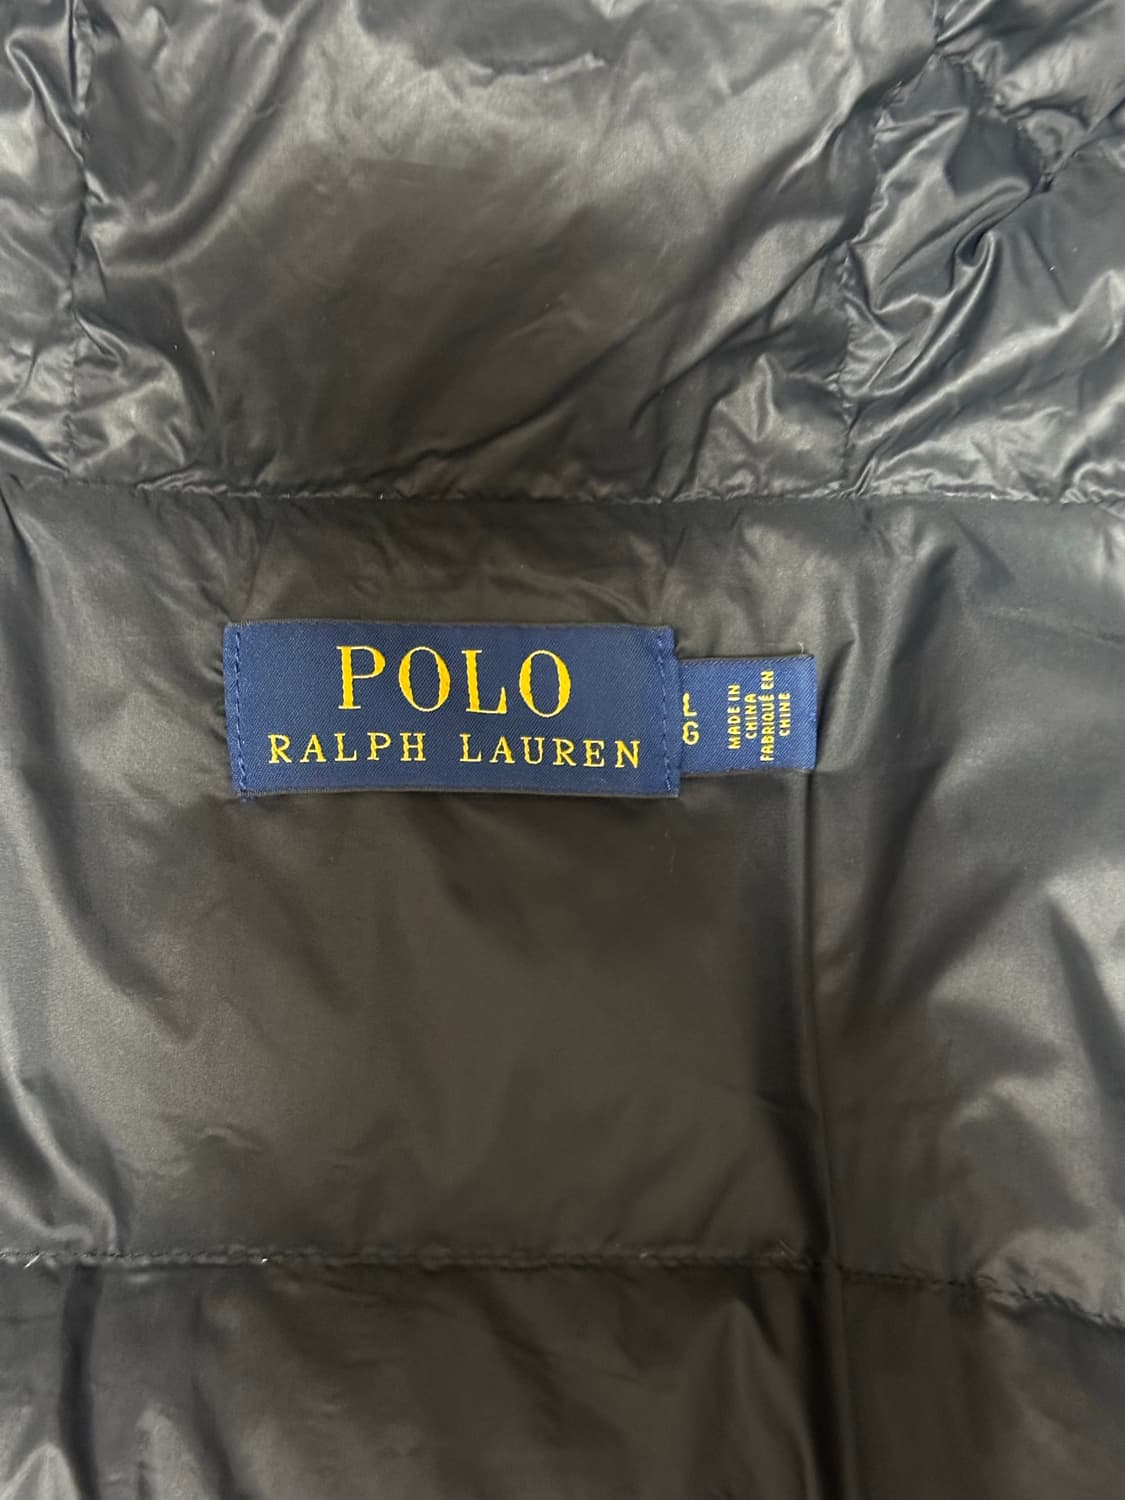 POLO
RALPH LAUREN
L
G
MADE IN
CHINA
FABRIQUÉ EN
CHINE